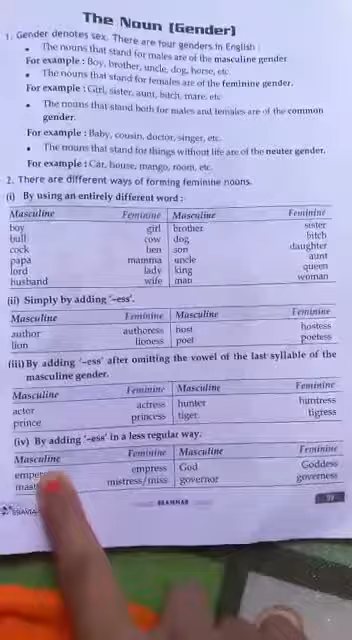 The Noun (Gender)
1. Gender denotes sex. There are four genders in English :
• The nouns that stand for males are of the masculine gender.
For example : Boy, brother, uncle, dog, horse, etc.
• The nouns that stand for females are of the feminine gender.
For example : Girl, sister, aunt, bitch, mare, etc.
• The nouns that stand both for males and females are of the common
gender.
For example : Baby, cousin, doctor, singer, etc.
• The nouns that stand for things without life are of the neuter gender.
For example : Car, house, mango, room, etc.
2. There are different ways of forming feminine nouns.
(i) By using an entirely different word :
Masculine Feminine Masculine Feminine
boy girl brother sister
bull cow dog bitch
cock hen son daughter
papa mamma uncle aunt
lord lady king queen
husband wife man woman
(ii) Simply by adding '-ess'.
Masculine Feminine Masculine Feminine
author authoress host hostess
lion lioness poet poetess
(iii) By adding '-ess' after omitting the vowel of the last syllable of the
masculine gender.
Masculine Feminine Masculine Feminine
actor actress hunter huntress
prince princess tiger tigress
(iv) By adding '-ess' in a less regular way.
Masculine Feminine Masculine Feminine
empress God Goddess
mistress/miss governor governess
GRAMMAR